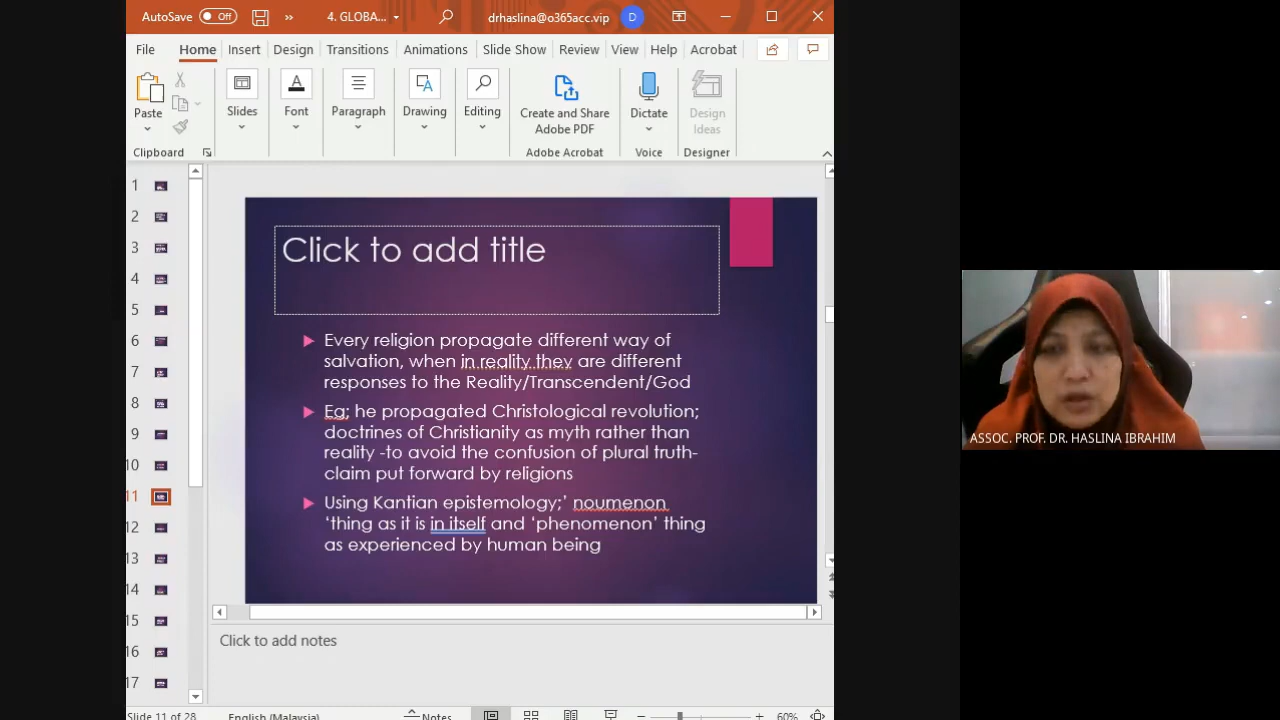 AutoSave Off 4. GLOBA... drhaslina@o365acc.vip D
File Home Insert Design Transitions Animations Slide Show Review View Help Acrobat
Paste Slides Font Paragraph Drawing Editing Create and Share Adobe PDF Dictate Design Ideas
Clipboard Adobe Acrobat Voice Designer
1
2
3
4
5
6
7
8
9
10
11
12
13
14
15
16
17
Click to add title
Every religion propagate different way of
salvation, when in reality they are different
responses to the Reality/Transcendent/God
Eg; he propagated Christological revolution;
doctrines of Christianity as myth rather than
reality -to avoid the confusion of plural truth-
claim put forward by religions
Using Kantian epistemology;’ noumenon
‘thing as it is in itself and ‘phenomenon’ thing
as experienced by human being
Click to add notes
Slide 11 of 28 English (Malaysia) Notes 60%
ASSOC. PROF. DR. HASLINA IBRAHIM